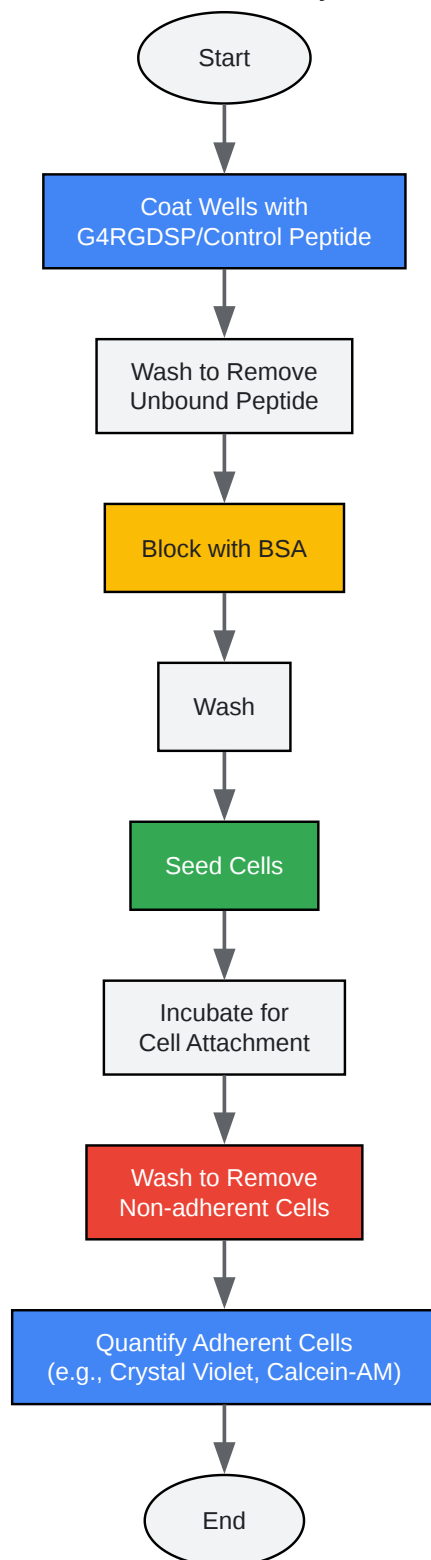 Start
Coat Wells with
G4RGDSP/Control Peptide
Wash to Remove
Unbound Peptide
Block with BSA
Wash
Seed Cells
Incubate for
Cell Attachment
Wash to Remove
Non-adherent Cells
Quantify Adherent Cells
(e.g., Crystal Violet, Calcein-AM)
End